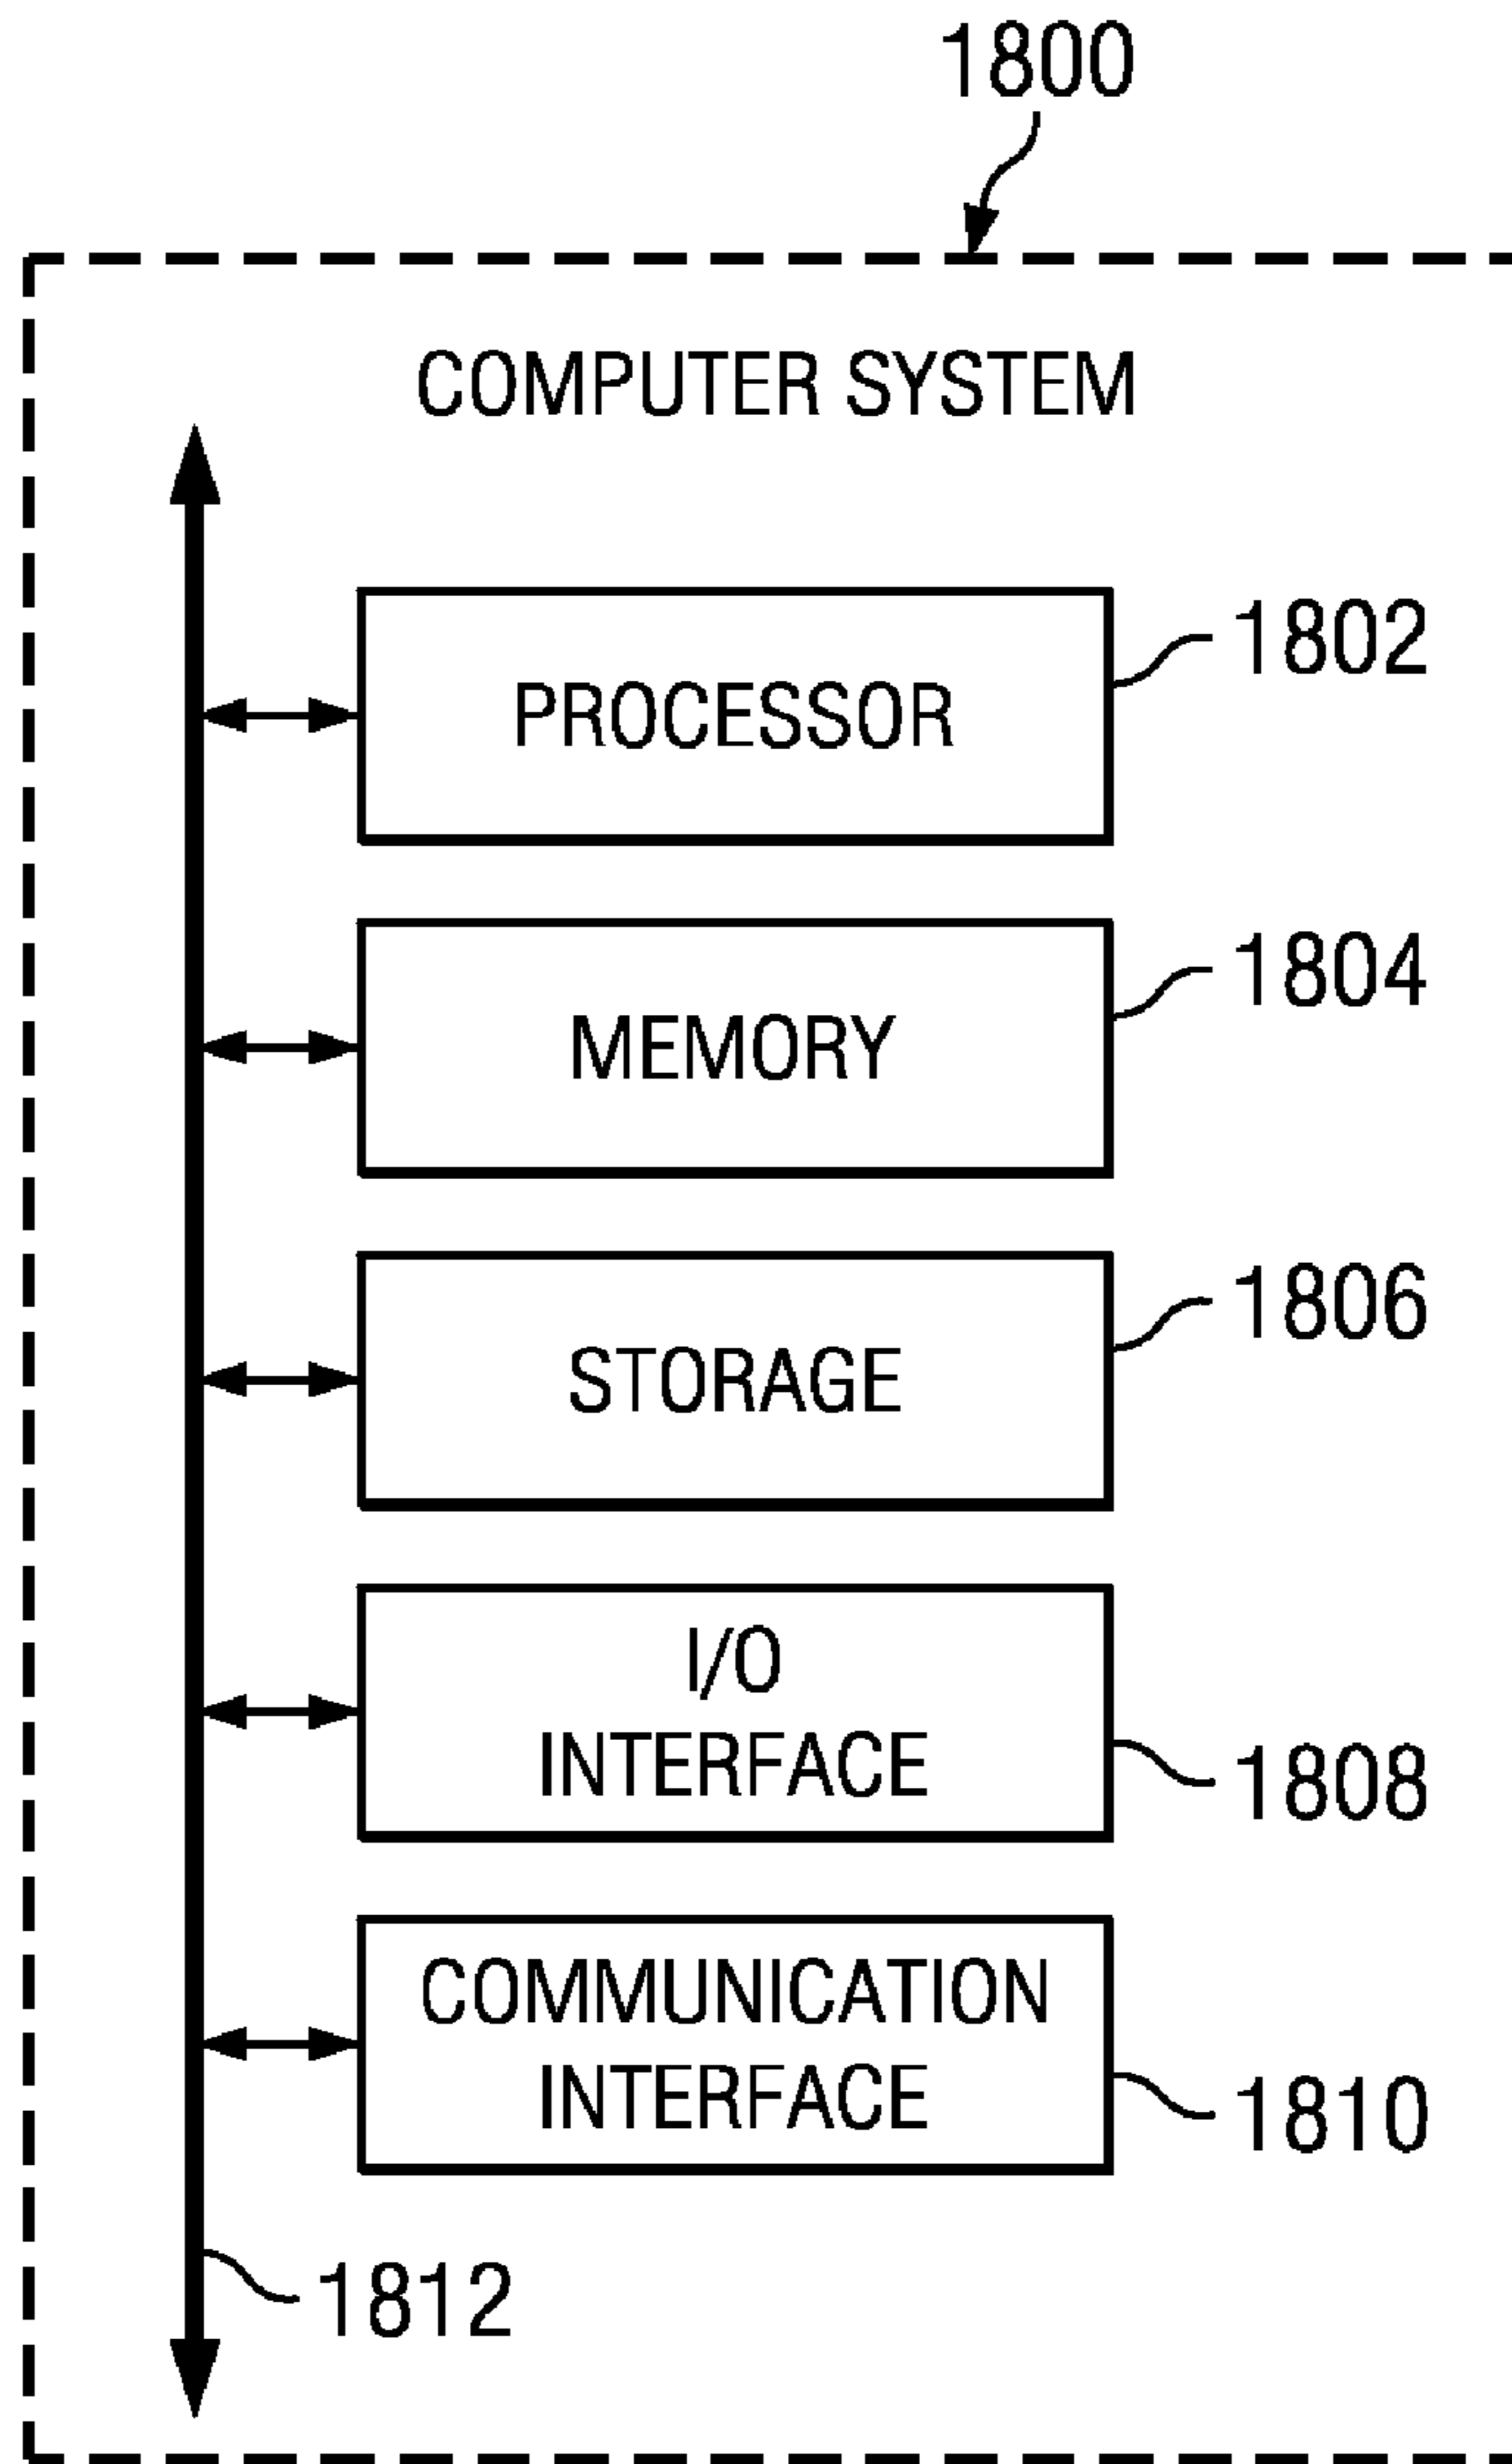 1800
COMPUTER SYSTEM
PROCESSOR
1802
MEMORY
1804
STORAGE
1806
I/O
INTERFACE
1808
COMMUNICATION
INTERFACE
1810
1812